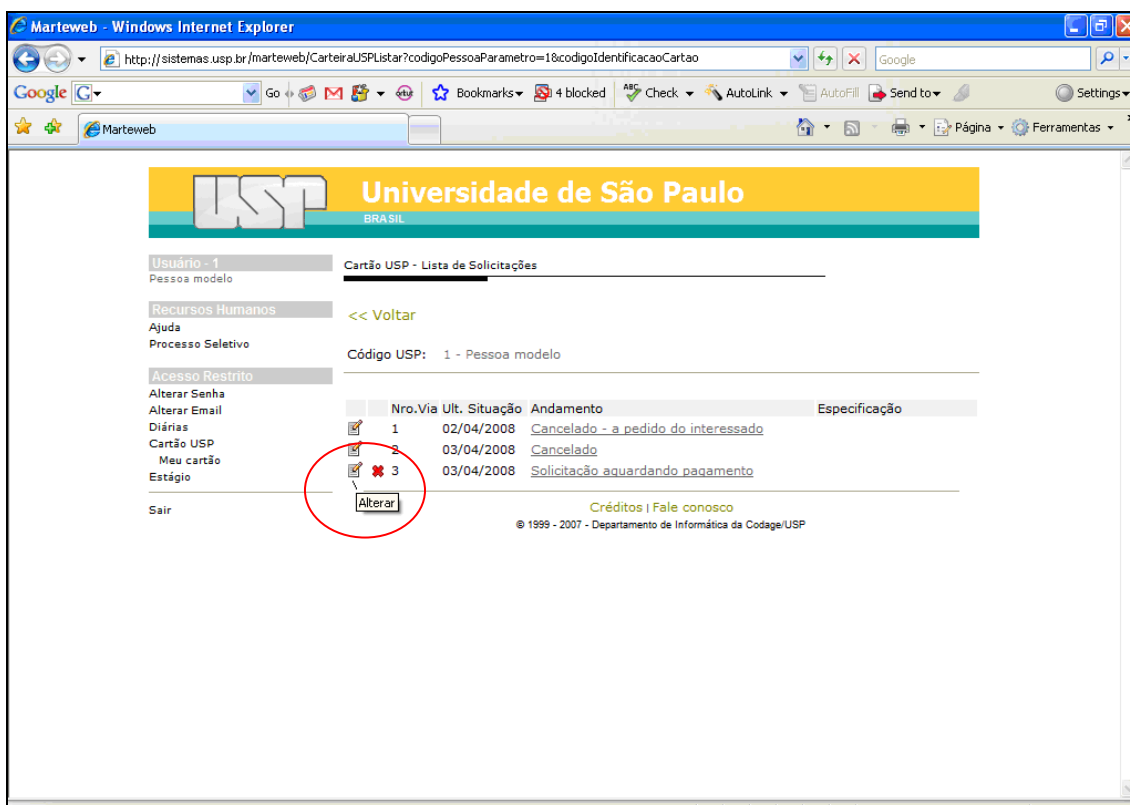 Marteweb - Windows Internet Explorer
http://sistemas.usp.br/marteweb/CarteiraUSPListar?codigoPessoaParametro=1&codigoIdentificacaoCartao
Google
Google G
Go
Bookmarks
4 blocked
ABC
Check
AutoLink
AutoFill
Send to
Settings
Marteweb
Página
Ferramentas
USP
Universidade de São Paulo
BRASIL
Usuário - 1
Pessoa modelo
Recursos Humanos
Ajuda
Processo Seletivo
Acesso Restrito
Alterar Senha
Alterar Email
Diárias
Cartão USP
Meu cartão
Estágio
Sair
Cartão USP - Lista de Solicitações
<< Voltar
Código USP: 1 - Pessoa modelo
Nro.Via Ult. Situação Andamento Especificação
1 02/04/2008 Cancelado - a pedido do interessado
2 03/04/2008 Cancelado
3 03/04/2008 Solicitação aguardando pagamento
Alterar
Créditos | Fale conosco
© 1999 - 2007 - Departamento de Informática da Codage/USP